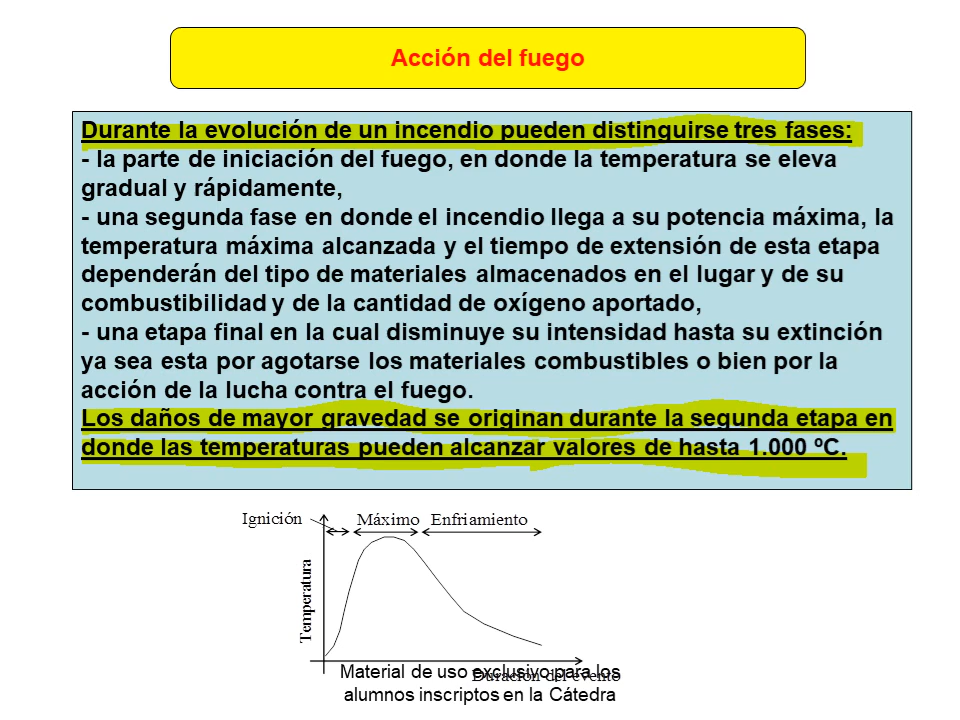 Acción del fuego
Durante la evolución de un incendio pueden distinguirse tres fases:
- la parte de iniciación del fuego, en donde la temperatura se eleva
gradual y rápidamente,
- una segunda fase en donde el incendio llega a su potencia máxima, la
temperatura máxima alcanzada y el tiempo de extensión de esta etapa
dependerán del tipo de materiales almacenados en el lugar y de su
combustibilidad y de la cantidad de oxígeno aportado,
- una etapa final en la cual disminuye su intensidad hasta su extinción
ya sea esta por agotarse los materiales combustibles o bien por la
acción de la lucha contra el fuego.
Los daños de mayor gravedad se originan durante la segunda etapa en
donde las temperaturas pueden alcanzar valores de hasta 1.000 ºC.
Ignición
Máximo
Enfriamiento
Temperatura
Duración del evento
Material de uso exclusivo para los
alumnos inscriptos en la Cátedra